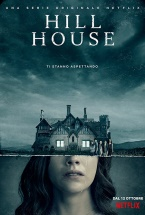 UNA SERIE ORIGINALE NETFLIX
HILL
HOUSE
TI STANNO ASPETTANDO
DAL 12 OTTOBRE
NETFLIX